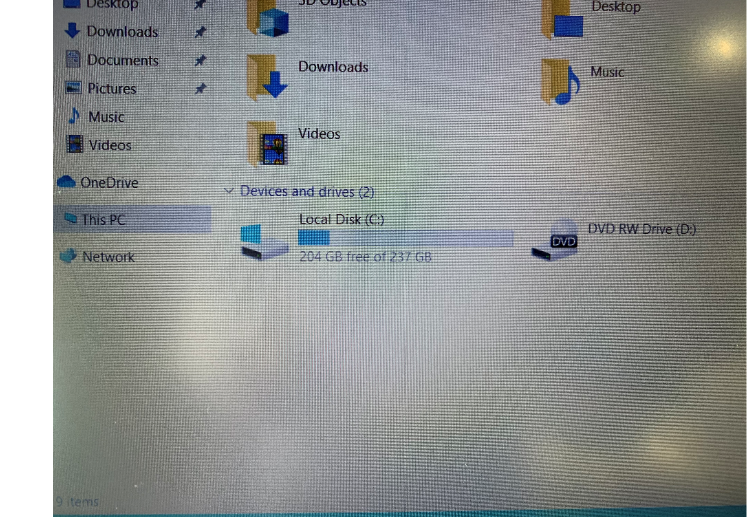 Desktop
Downloads
Documents
Pictures
Music
Videos
OneDrive
This PC
Network
3D Objects
Desktop
Downloads
Music
Videos
Devices and drives (2)
Local Disk (C:)
204 GB free of 237 GB
DVD RW Drive (D:)
DVD
9 items